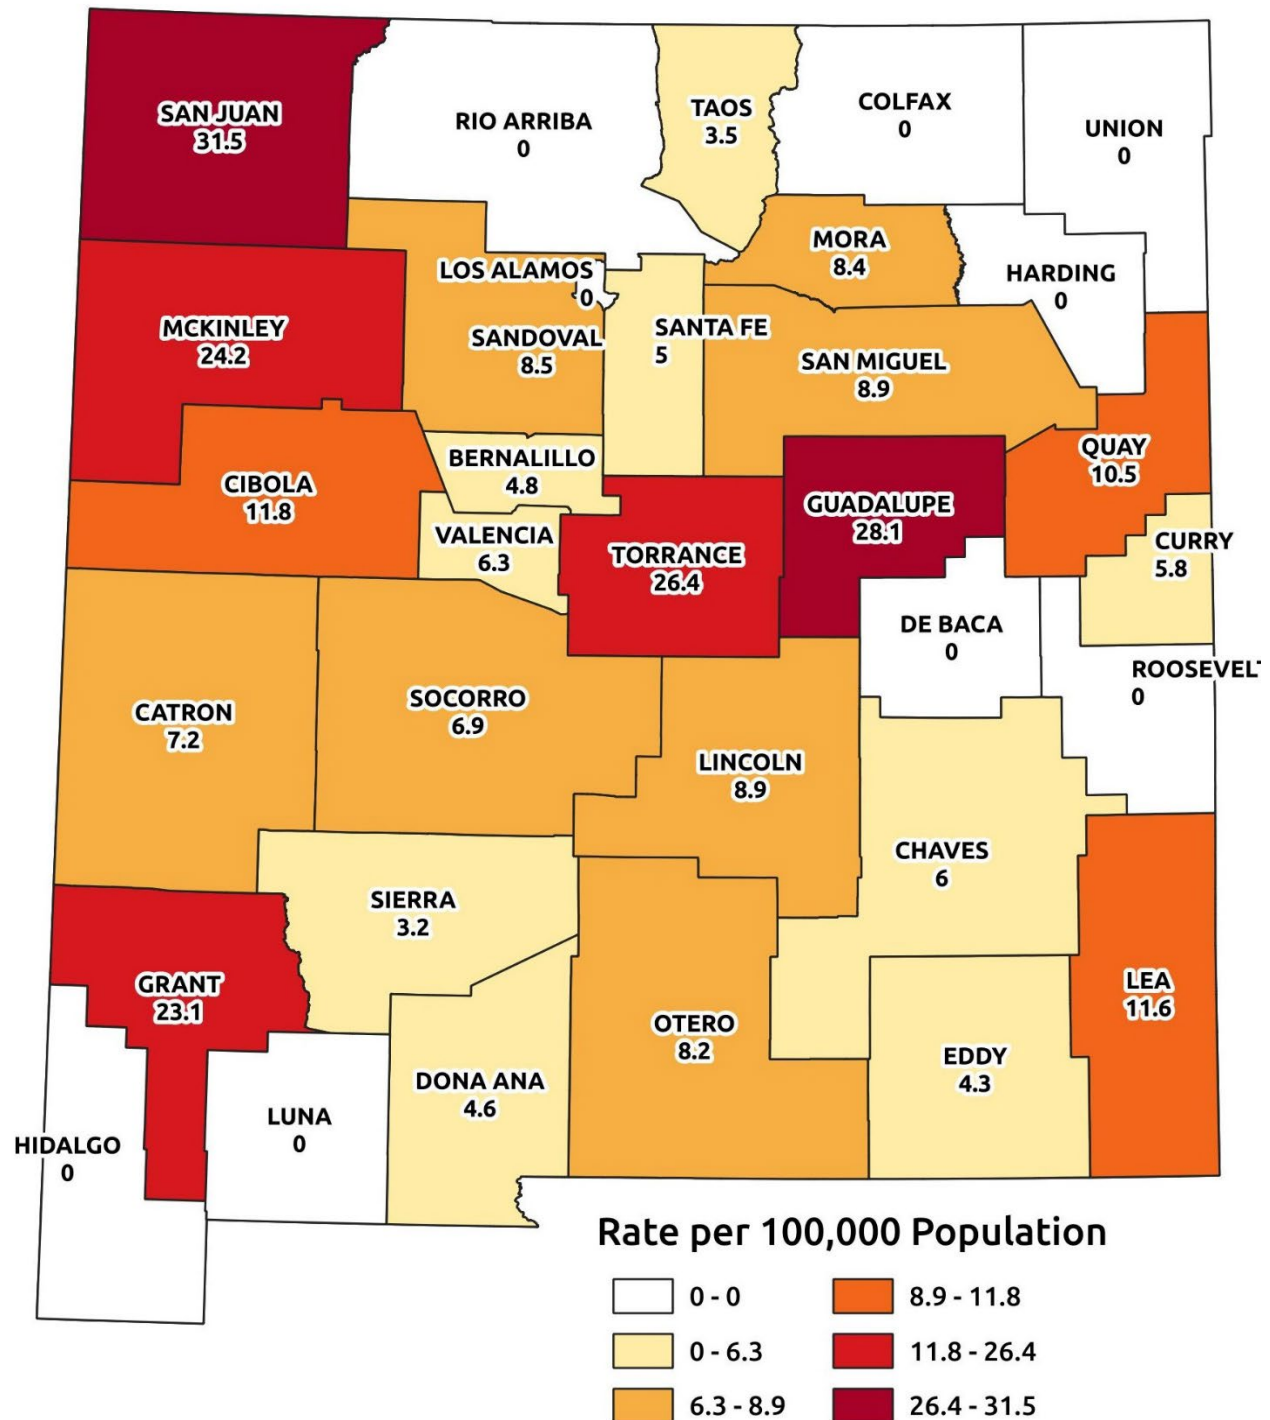 SAN JUAN
31.5
RIO ARRIBA
0
TAOS
3.5
COLFAX
0
UNION
0
MORA
8.4
HARDING
0
LOS ALAMOS
0
MCKINLEY
24.2
SANDOVAL
8.5
SANTA FE
5
SAN MIGUEL
8.9
QUAY
10.5
BERNALILLO
4.8
CIBOLA
11.8
GUADALUPE
28.1
VALENCIA
6.3
TORRANCE
26.4
CURRY
5.8
DE BACA
0
ROOSEVELT
0
CATRON
7.2
SOCORRO
6.9
LINCOLN
8.9
CHAVES
6
SIERRA
3.2
GRANT
23.1
LEA
11.6
OTERO
8.2
EDDY
4.3
DONA ANA
4.6
LUNA
0
HIDALGO
0
Rate per 100,000 Population
0 - 0
0 - 6.3
6.3 - 8.9
8.9 - 11.8
11.8 - 26.4
26.4 - 31.5